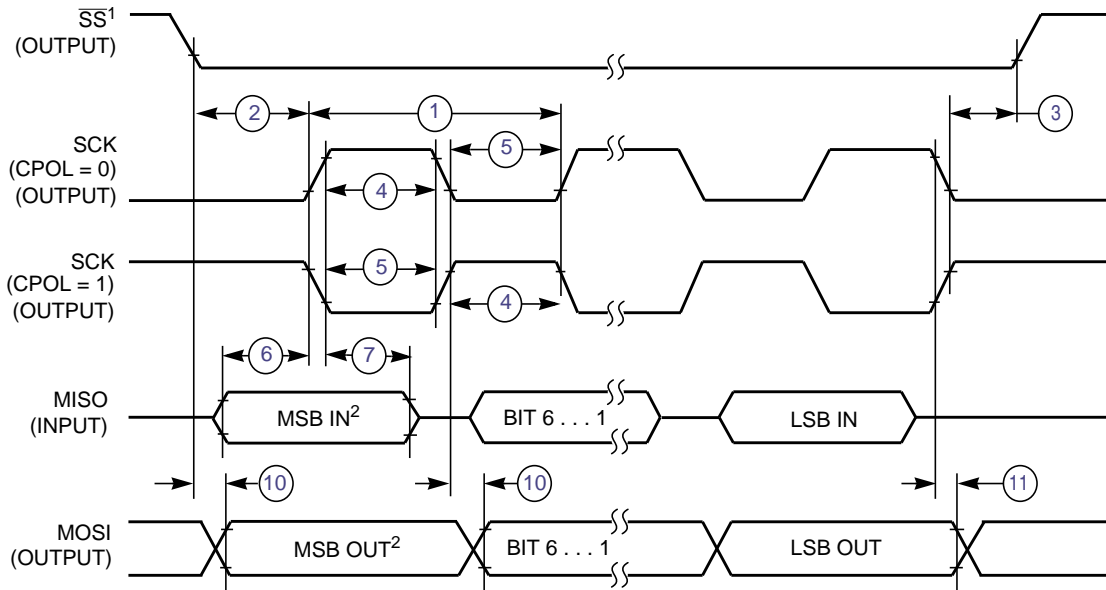 SS¹
(OUTPUT)
2
1
3
SCK
(CPOL = 0)
(OUTPUT)
5
4
SCK
(CPOL = 1)
(OUTPUT)
5
4
6
7
MISO
(INPUT)
MSB IN²
BIT 6 . . . 1
LSB IN
10
10
11
MOSI
(OUTPUT)
MSB OUT²
BIT 6 . . . 1
LSB OUT